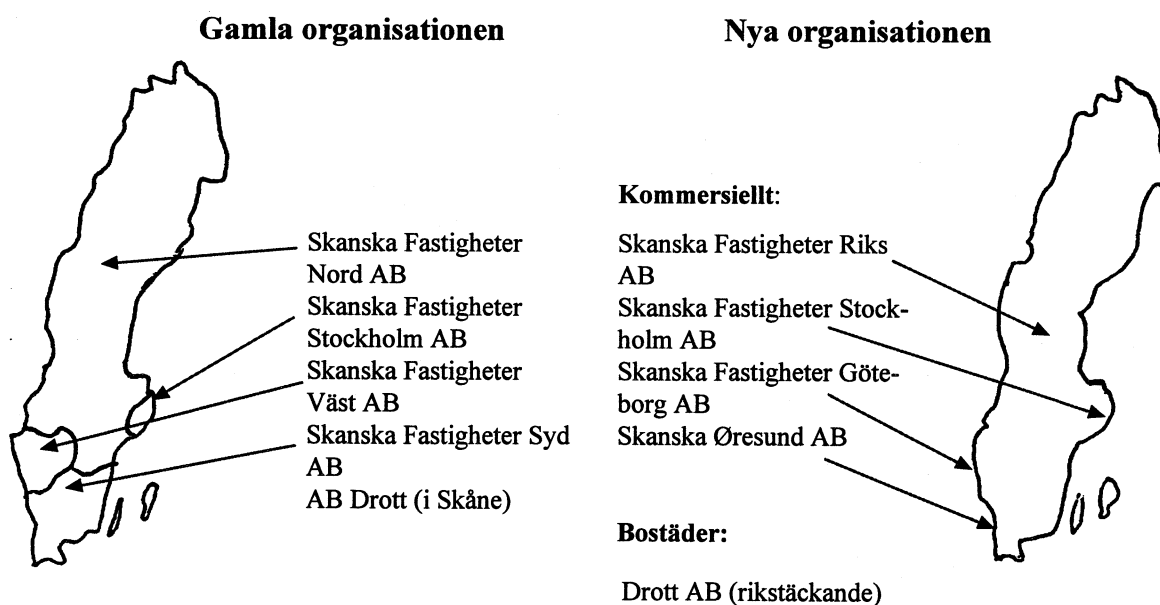 Gamla organisationen
Skanska Fastigheter
Nord AB
Skanska Fastigheter
Stockholm AB
Skanska Fastigheter
Väst AB
Skanska Fastigheter Syd
AB
AB Drott (i Skåne)
Nya organisationen
Kommersiellt:
Skanska Fastigheter Riks
AB
Skanska Fastigheter Stock-
holm AB
Skanska Fastigheter Göte-
borg AB
Skanska Øresund AB
Bostäder:
Drott AB (rikstäckande)